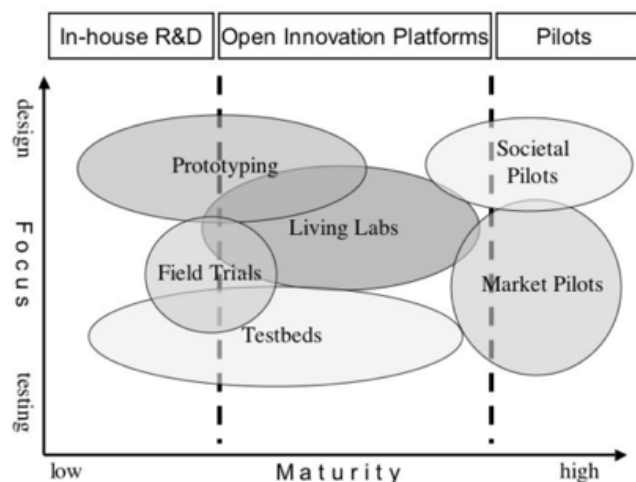 In-house R&D
Open Innovation Platforms
Pilots
design
Focus
testing
Prototyping
Societal
Pilots
Living Labs
Field Trials
Market Pilots
Testbeds
low
Maturity
high